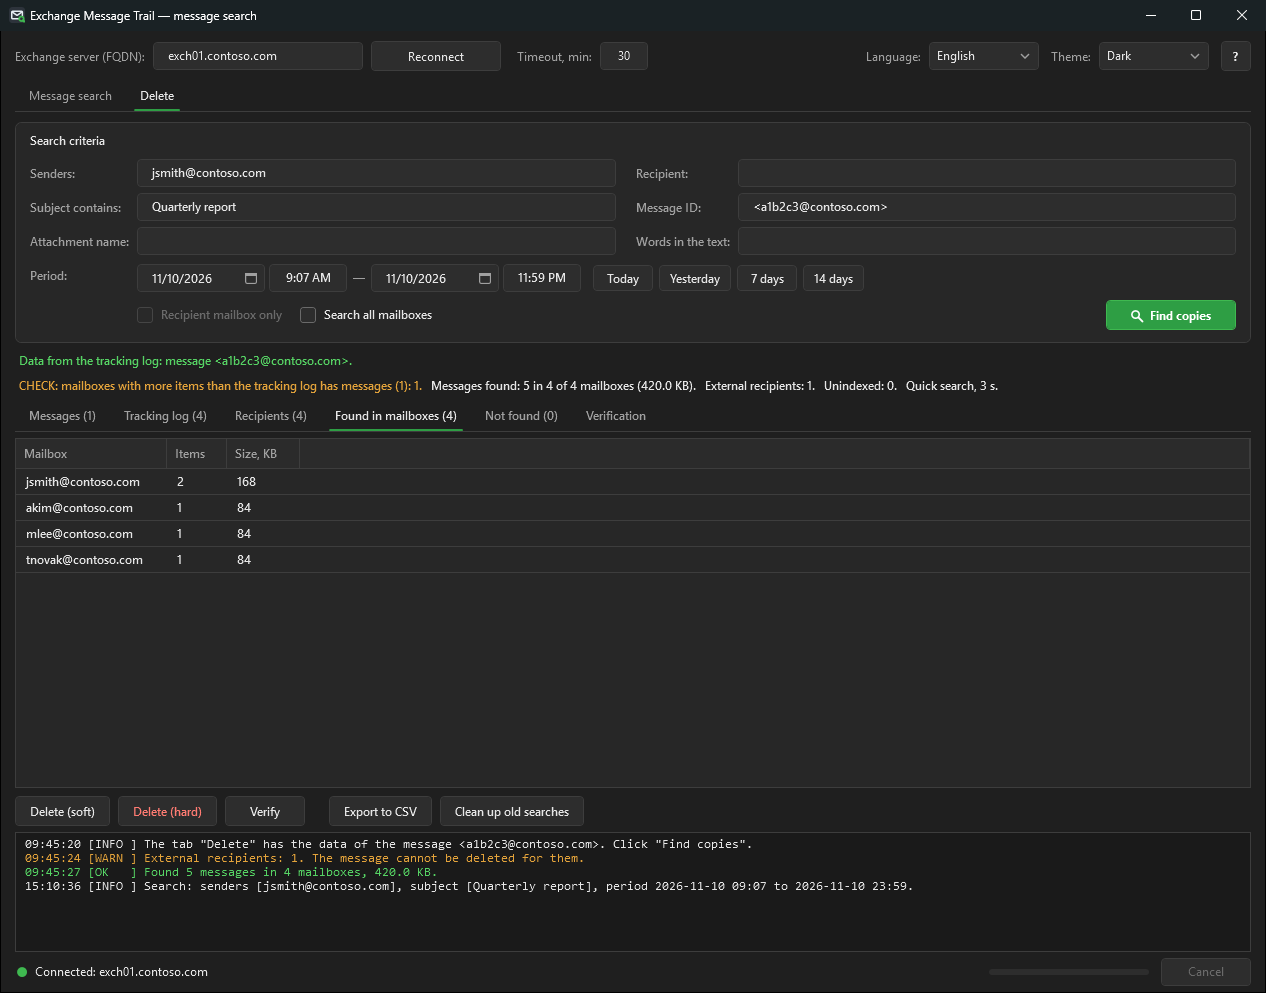 Exchange Message Trail — message search
Exchange server (FQDN): exch01.contoso.com Reconnect Timeout, min: 30 Language: English Theme: Dark ?
Message search Delete
Search criteria
Senders: jsmith@contoso.com Recipient:
Subject contains: Quarterly report Message ID: <a1b2c3@contoso.com>
Attachment name: Words in the text:
Period: 11/10/2026 9:07 AM — 11/10/2026 11:59 PM Today Yesterday 7 days 14 days
Recipient mailbox only Search all mailboxes Find copies
Data from the tracking log: message <a1b2c3@contoso.com>.
CHECK: mailboxes with more items than the tracking log has messages (1): 1. Messages found: 5 in 4 of 4 mailboxes (420.0 KB). External recipients: 1. Unindexed: 0. Quick search, 3 s.
Messages (1) Tracking log (4) Recipients (4) Found in mailboxes (4) Not found (0) Verification
Mailbox Items Size, KB
jsmith@contoso.com 2 168
akim@contoso.com 1 84
mlee@contoso.com 1 84
tnovak@contoso.com 1 84
Delete (soft) Delete (hard) Verify Export to CSV Clean up old searches
09:45:20 [INFO ] The tab "Delete" has the data of the message <a1b2c3@contoso.com>. Click "Find copies".
09:45:24 [WARN ] External recipients: 1. The message cannot be deleted for them.
09:45:27 [OK   ] Found 5 messages in 4 mailboxes, 420.0 KB.
15:10:36 [INFO ] Search: senders [jsmith@contoso.com], subject [Quarterly report], period 2026-11-10 09:07 to 2026-11-10 23:59.
Connected: exch01.contoso.com Cancel